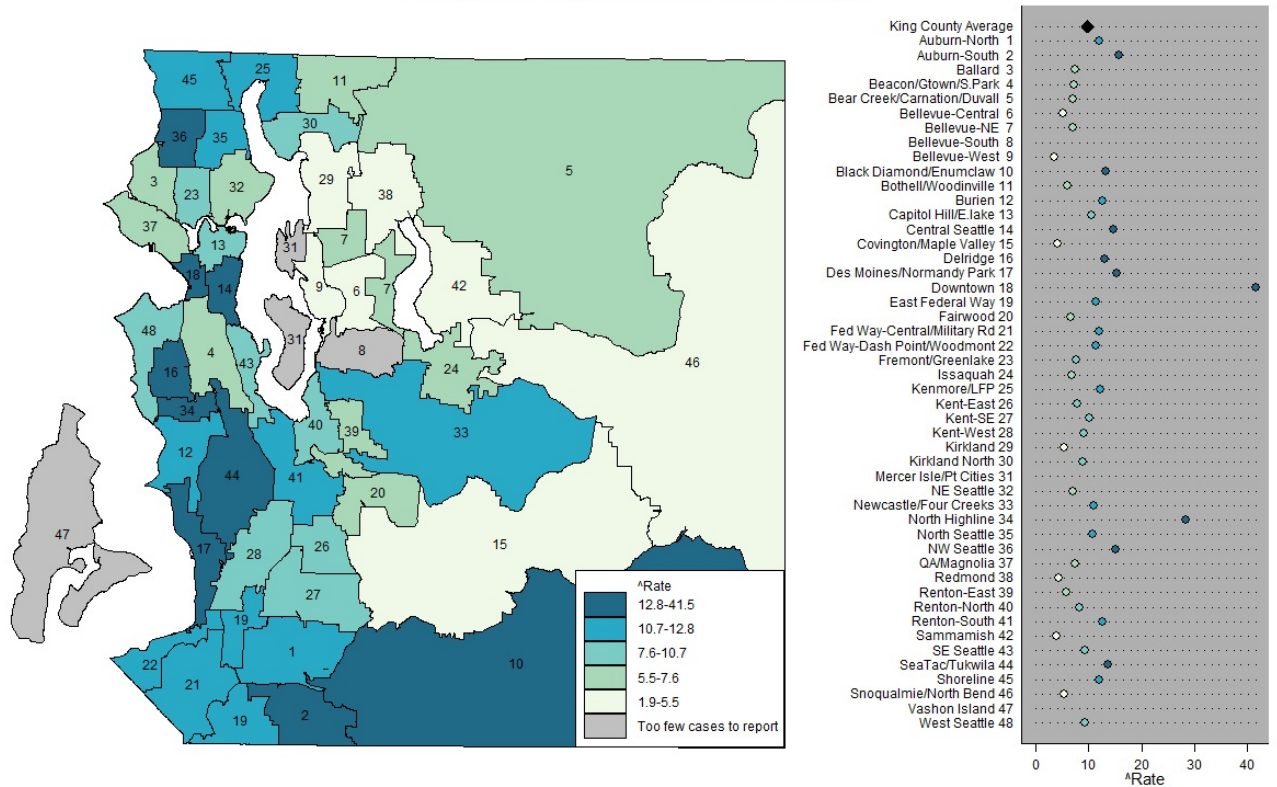 45
25
11
36
35
30
5
3
23
32
29
38
37
13
31
7
18
14
9
6
7
42
48
4
43
31
8
46
16
24
34
40
39
33
12
44
41
20
47
17
28
26
15
27
19
22
1
10
21
19
2
^Rate
12.8-41.5
10.7-12.8
7.6-10.7
5.5-7.6
1.9-5.5
Too few cases to report
King County Average
Auburn-North 1
Auburn-South 2
Ballard 3
Beacon/Gtown/S.Park 4
Bear Creek/Carnation/Duvall 5
Bellevue-Central 6
Bellevue-NE 7
Bellevue-South 8
Bellevue-West 9
Black Diamond/Enumclaw 10
Bothell/Woodinville 11
Burien 12
Capitol Hill/E.lake 13
Central Seattle 14
Covington/Maple Valley 15
Delridge 16
Des Moines/Normandy Park 17
Downtown 18
East Federal Way 19
Fairwood 20
Fed Way-Central/Military Rd 21
Fed Way-Dash Point/Woodmont 22
Fremont/Greenlake 23
Issaquah 24
Kenmore/LFP 25
Kent-East 26
Kent-SE 27
Kent-West 28
Kirkland 29
Kirkland North 30
Mercer Isle/Pt Cities 31
NE Seattle 32
Newcastle/Four Creeks 33
North Highline 34
North Seattle 35
NW Seattle 36
QA/Magnolia 37
Redmond 38
Renton-East 39
Renton-North 40
Renton-South 41
Sammamish 42
SE Seattle 43
SeaTac/Tukwila 44
Shoreline 45
Snoqualmie/North Bend 46
Vashon Island 47
West Seattle 48
0 10 20 30 40
^Rate